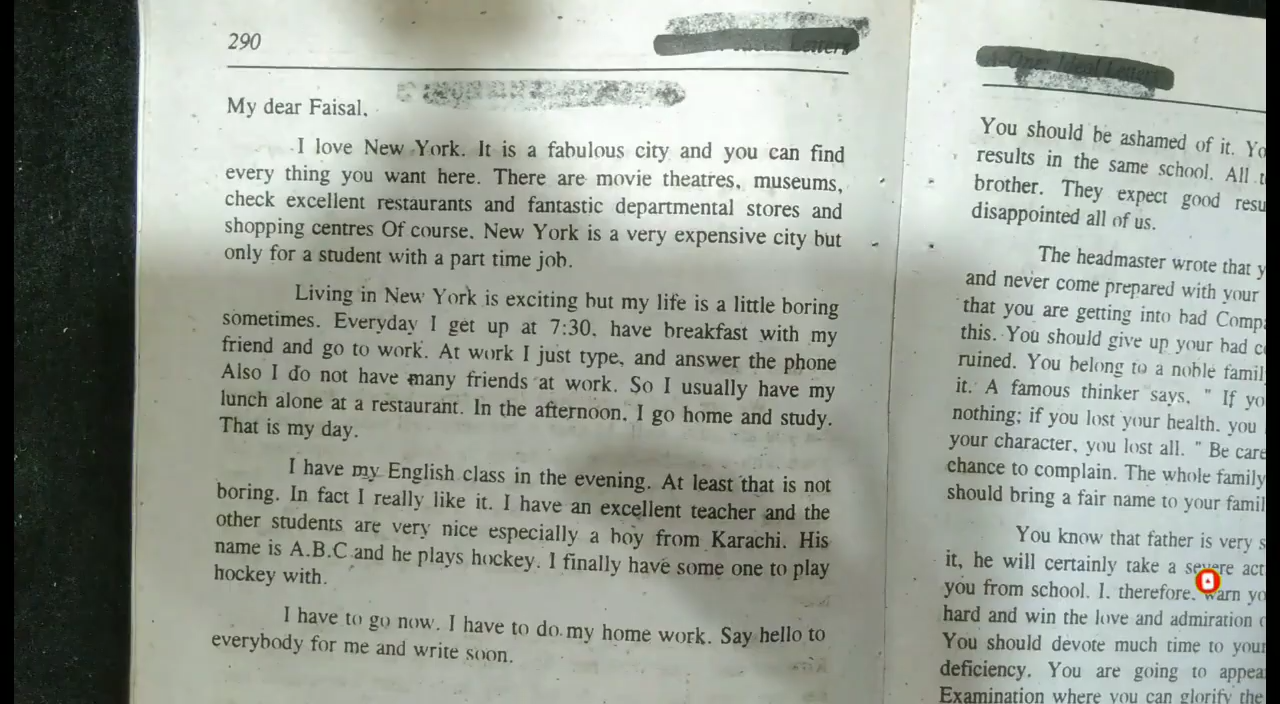 290
Letters
My dear Faisal,
I love New York. It is a fabulous city and you can find
every thing you want here. There are movie theatres, museums,
check excellent restaurants and fantastic departmental stores and
shopping centres Of course. New York is a very expensive city but
only for a student with a part time job.
Living in New York is exciting but my life is a little boring
sometimes. Everyday I get up at 7:30. have breakfast with my
friend and go to work. At work I just type, and answer the phone
Also I do not have many friends at work. So I usually have my
lunch alone at a restaurant. In the afternoon. I go home and study.
That is my day.
I have my English class in the evening. At least that is not
boring. In fact I really like it. I have an excellent teacher and the
other students are very nice especially a boy from Karachi. His
name is A.B.C and he plays hockey. I finally have some one to play
hockey with.
I have to go now. I have to do my home work. Say hello to
everybody for me and write soon.
A-One Ideal Letters
You should be ashamed of it.
results in the same school. All
brother. They expect good
disappointed all of us.
The headmaster wrote that
and never come prepared with your
that you are getting into bad
this. You should give up your bad
ruined. You belong to a noble
it. A famous thinker says. " If
nothing; if you lost your health. you
your character, you lost all. " Be
chance to complain. The whole family
should bring a fair name to your
You know that father is very
it, he will certainly take a severe
you from school. I. therefore. warn
hard and win the love and admiration
You should devote much time to your
deficiency. You are going to
Examination where you can glorify the